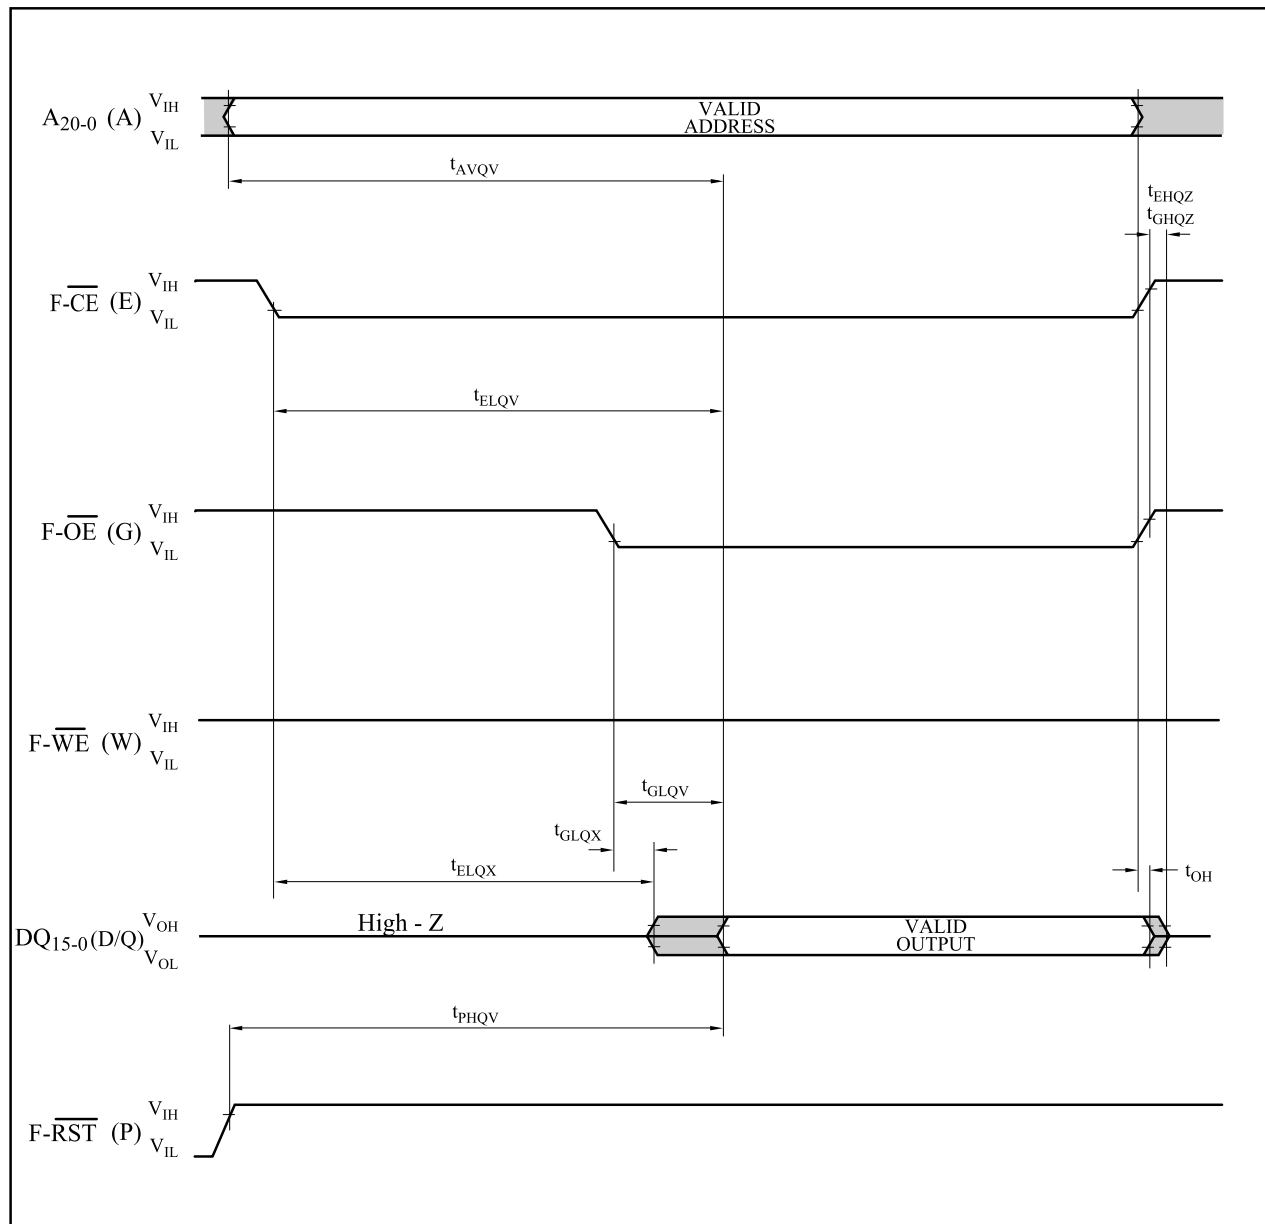 A20-0 (A) VIH VIL
VALID
ADDRESS
tAVQV
tEHQZ
tGHQZ
F-CE (E) VIH VIL
tELQV
F-OE (G) VIH VIL
F-WE (W) VIH VIL
tGLQV
tGLQX
tELQX
tOH
DQ15-0 (D/Q) VOH VOL
High - Z
VALID
OUTPUT
tPHQV
F-RST (P) VIH VIL